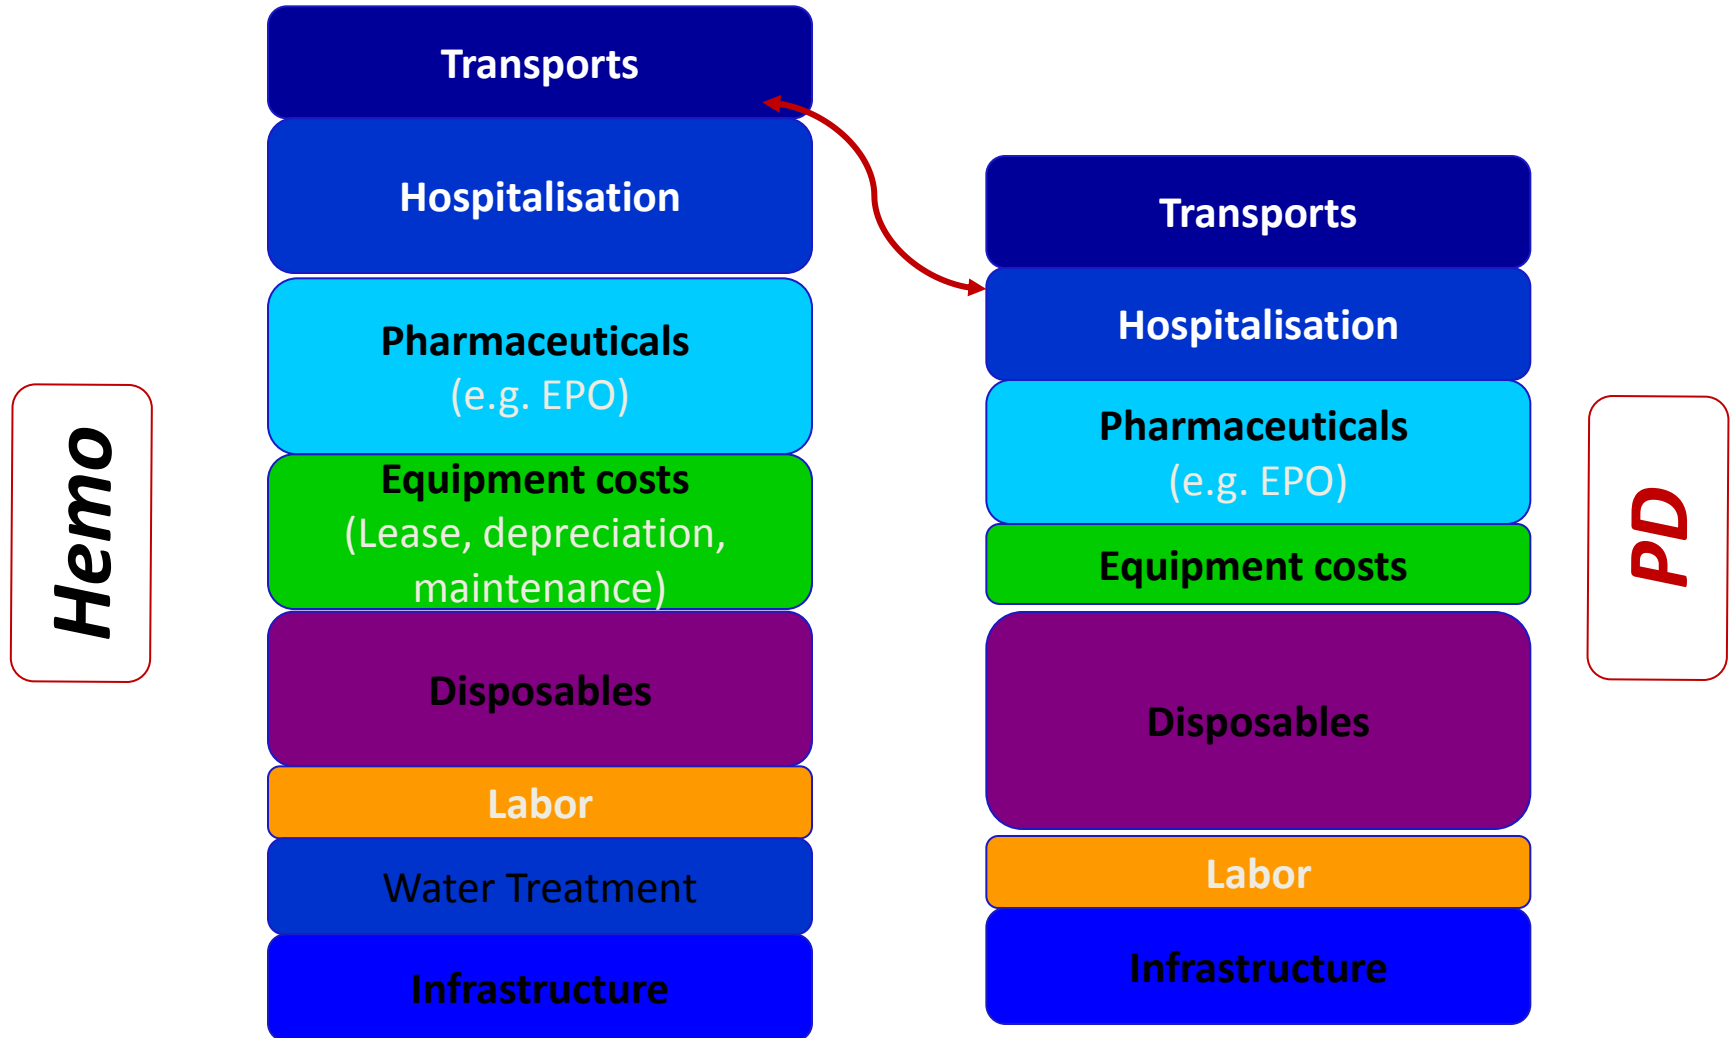 Hemo
Transports
Hospitalisation
Pharmaceuticals
(e.g. EPO)
Equipment costs
(Lease, depreciation,
maintenance)
Disposables
Labor
Water Treatment
Infrastructure
Transports
Hospitalisation
Pharmaceuticals
(e.g. EPO)
Equipment costs
Disposables
Labor
Infrastructure
PD